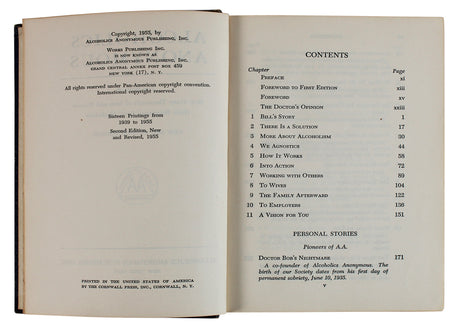 Copyright, 1955, by
Alcoholics Anonymous Publishing, Inc.
Works Publishing Inc.
is now known as
Alcoholics Anonymous Publishing, Inc.
Grand Central Annex Post Box 459
New York (17), N. Y.
All rights reserved under Pan-American copyright convention.
International copyright reserved.
Sixteen Printings from
1939 to 1955
Second Edition, New
and Revised, 1955
PRINTED IN THE UNITED STATES OF AMERICA
BY THE CORNWALL PRESS, INC., CORNWALL, N. Y.
CONTENTS
Chapter Page
Preface xi
Foreword to First Edition xiii
Foreword xv
The Doctor's Opinion xxiii
1 Bill's Story 1
2 There Is a Solution 17
3 More About Alcoholism 30
4 We Agnostics 44
5 How It Works 58
6 Into Action 72
7 Working with Others 89
8 To Wives 104
9 The Family Afterward 122
10 To Employers 136
11 A Vision for You 151
PERSONAL STORIES
Pioneers of A.A.
Doctor Bob's Nightmare 171
A co-founder of Alcoholics Anonymous. The
birth of our Society dates from his first day of
permanent sobriety, June 10, 1935.
v